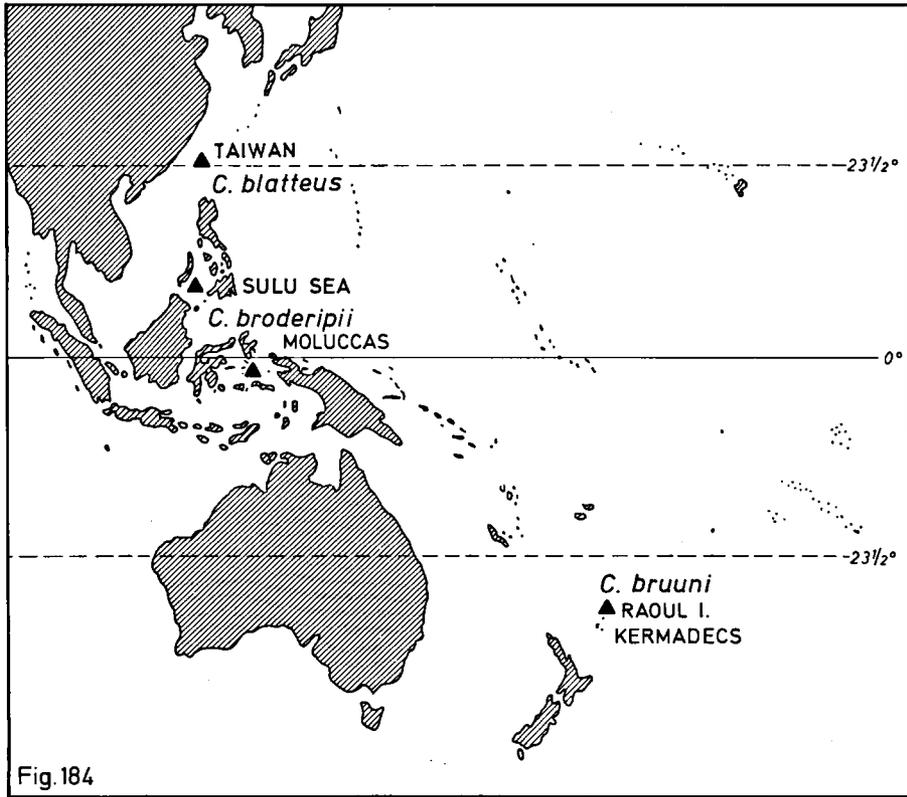 TAIWAN
23½°
C. blatteus
SULU SEA
C. broderipii
MOLUCCAS
0°
-23½°
C. bruuni
RAOUL I.
KERMADECS
Fig.184